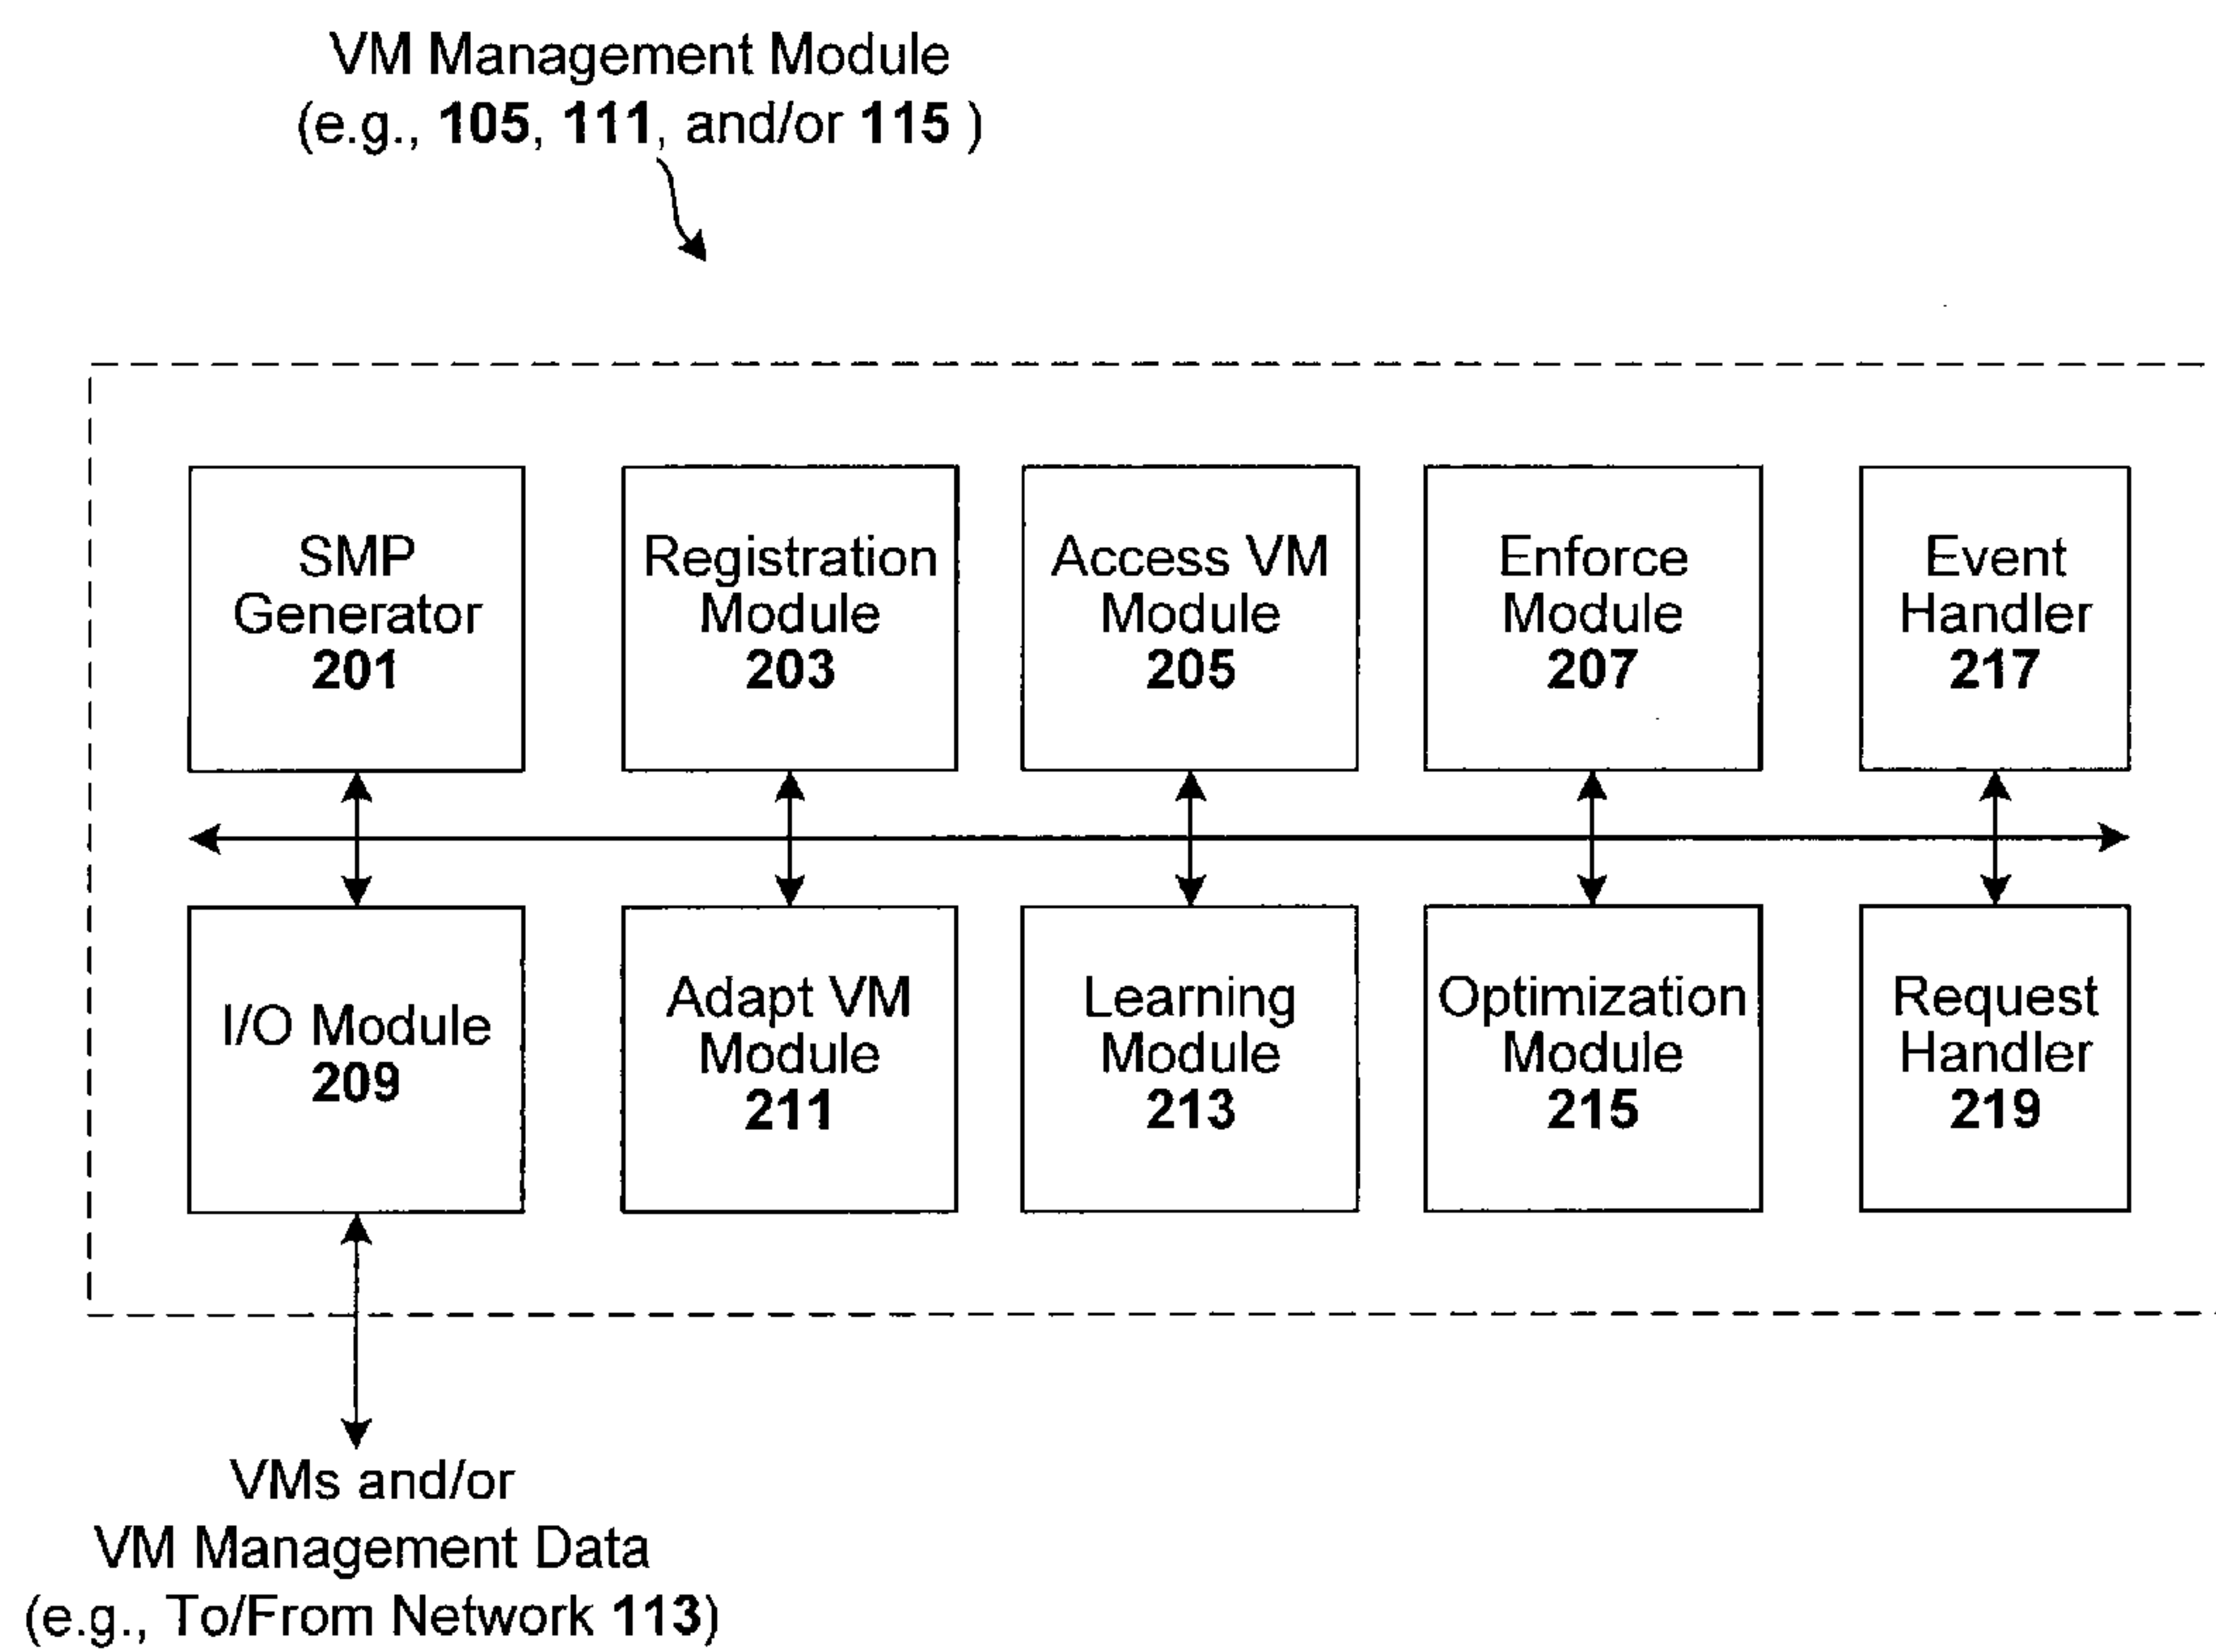 VM Management Module
(e.g., 105, 111, and/or 115 )
SMP
Generator
201
Registration
Module
203
Access VM
Module
205
Enforce
Module
207
Event
Handler
217
I/O Module
209
Adapt VM
Module
211
Learning
Module
213
Optimization
Module
215
Request
Handler
219
VMs and/or
VM Management Data
(e.g., To/From Network 113)